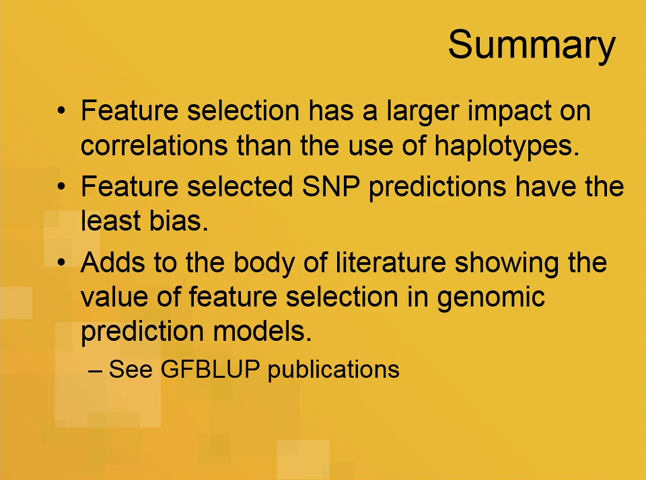 Summary
• Feature selection has a larger impact on
correlations than the use of haplotypes.
• Feature selected SNP predictions have the
least bias.
• Adds to the body of literature showing the
value of feature selection in genomic
prediction models.
– See GFBLUP publications